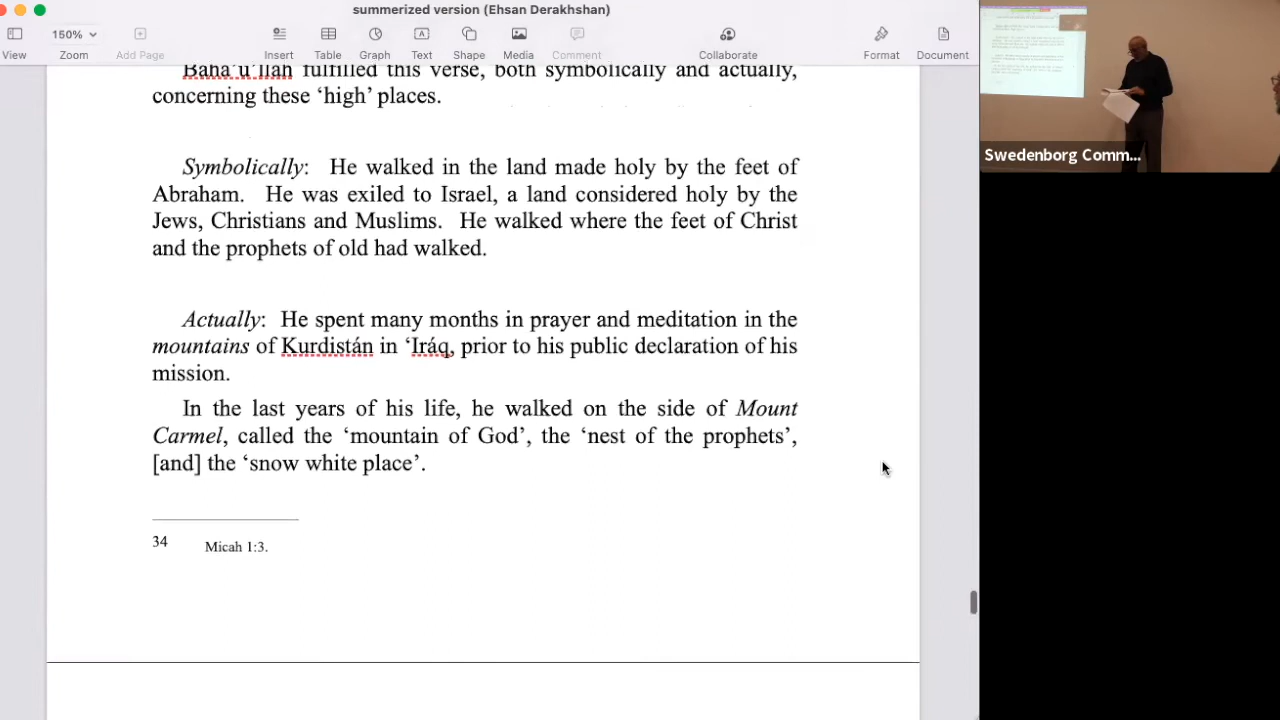 summerized version (Ehsan Derakhshan)
150%
View Zoom Add Page Insert Table Chart Text Shape Media Comment Collaborate Format Document
Bahá'u'lláh fulfilled this verse, both symbolically and actually,
concerning these ‘high’ places.
Symbolically: He walked in the land made holy by the feet of
Abraham. He was exiled to Israel, a land considered holy by the
Jews, Christians and Muslims. He walked where the feet of Christ
and the prophets of old had walked.
Actually: He spent many months in prayer and meditation in the
mountains of Kurdistán in ‘Iráq, prior to his public declaration of his
mission.
In the last years of his life, he walked on the side of Mount
Carmel, called the ‘mountain of God’, the ‘nest of the prophets’,
[and] the ‘snow white place’.
34 Micah 1:3.
Swedenborg Comm...